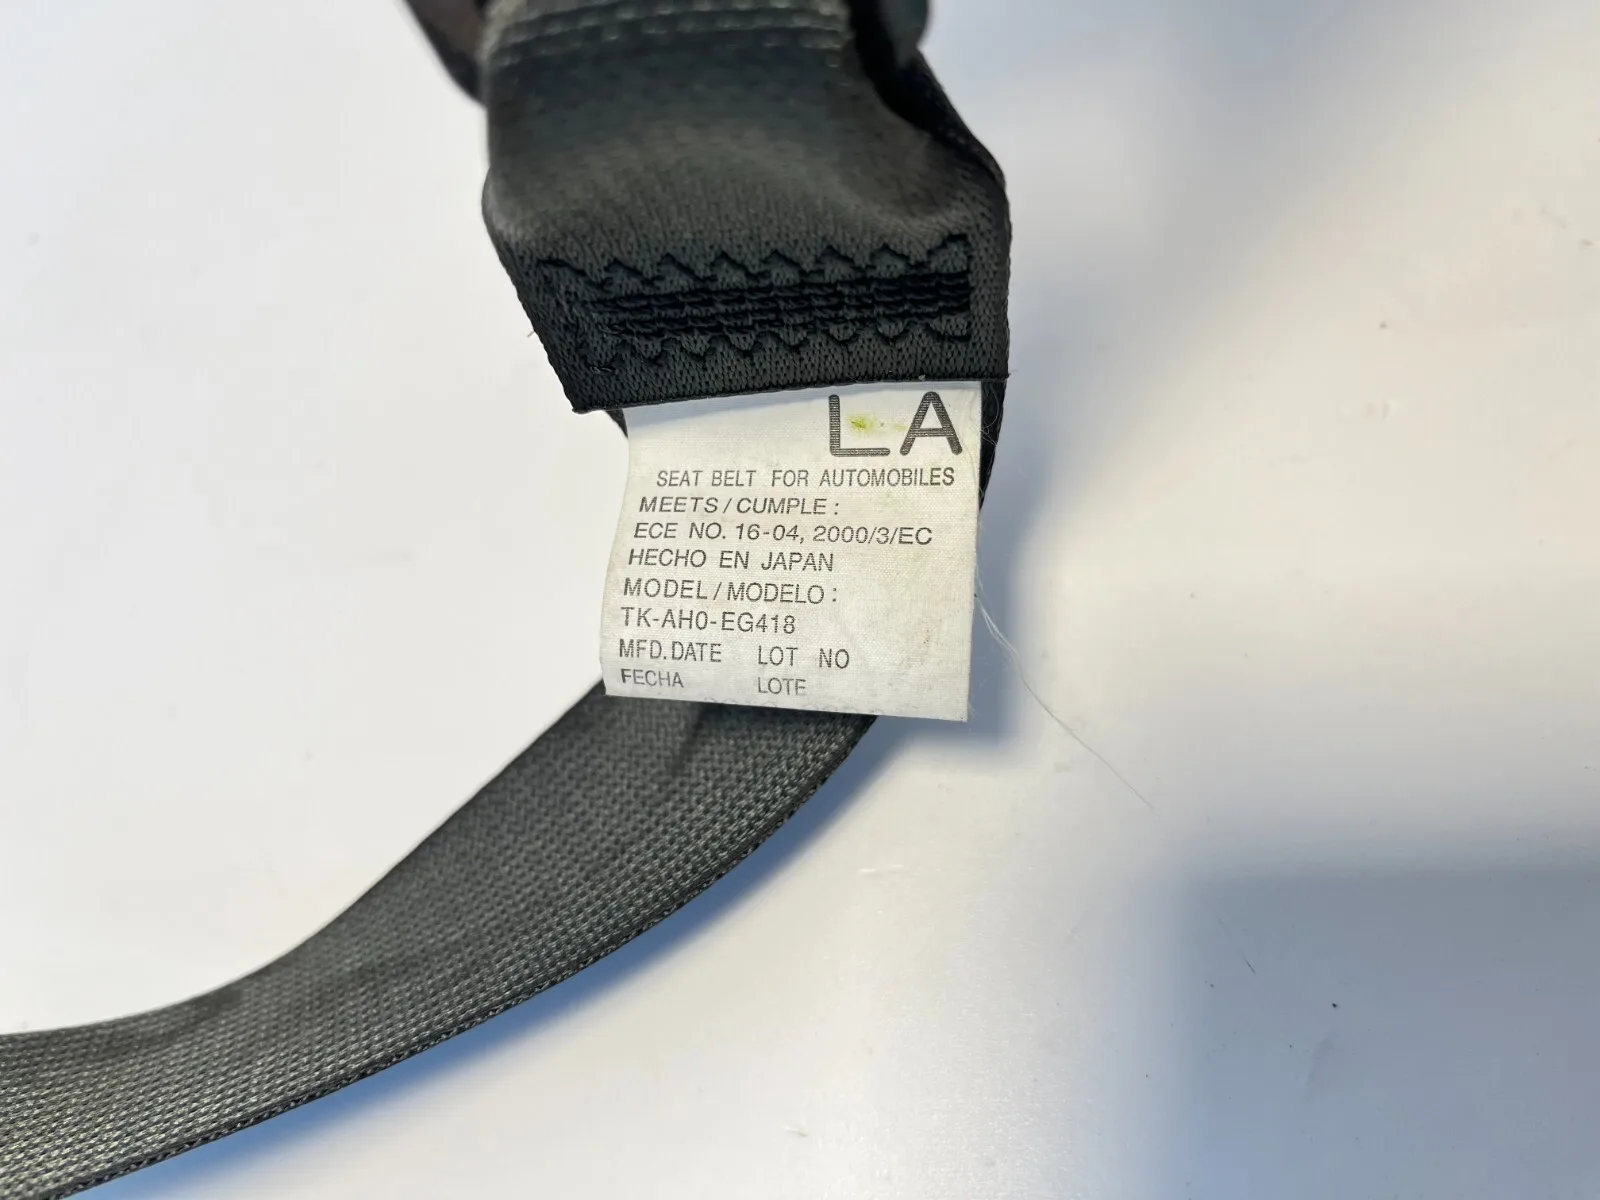 LA
SEAT BELT FOR AUTOMOBILES
MEETS/CUMPLE:
ECE NO. 16-04, 2000/3/EC
HECHO EN JAPAN
MODEL/MODELO:
TK-AH0-EG418
MFD.DATE LOT NO
FECHA LOTE